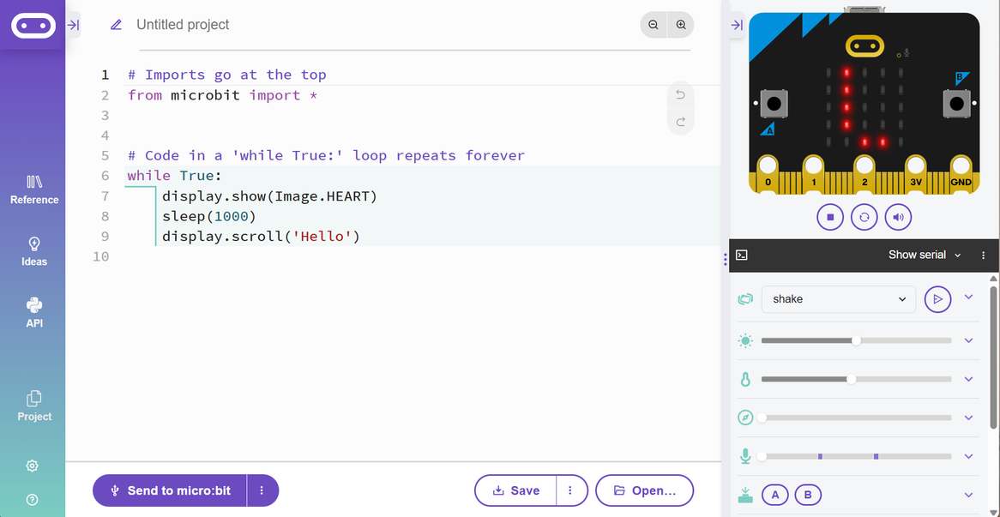 Untitled project
1 # Imports go at the top
2 from microbit import *
3
4
5 # Code in a 'while True:' loop repeats forever
6 while True:
7 display.show(Image.HEART)
8 sleep(1000)
9 display.scroll('Hello')
10
Reference
Ideas
API
Project
Send to micro:bit
Save
Open...
B
A
0 1 2 3V GND
Show serial
shake
A B